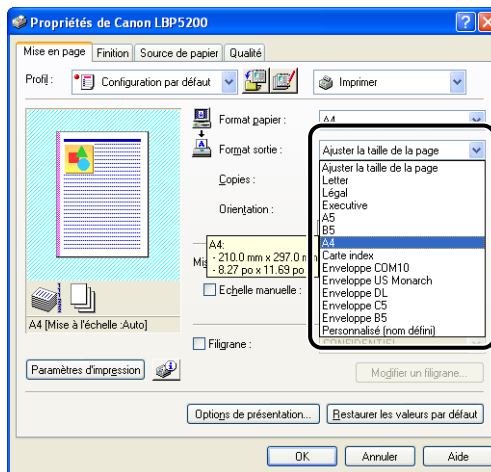 Propriétés de Canon LBP5200
Mise en page Finition Source de papier Qualité
Profil : Configuration par défaut Imprimer
Format papier : A4
Format sortie : Ajuster la taille de la page
Ajuster la taille de la page
Letter
Légal
Executive
A5
B5
A4
Carte index
Enveloppe COM10
Enveloppe US Monarch
Enveloppe DL
Enveloppe C5
Enveloppe B5
Personnalisé (nom défini)
Copies :
Orientation :
A4:
- 210.0 mm x 297.0 m
- 8.27 po x 11.69 po
Echelle manuelle :
A4 [Mise à l'échelle :Auto]
Filigrane : CONFIDENTIEL
Paramètres d'impression Modifier un filigrane...
Options de présentation... Restaurer les valeurs par défaut
OK Annuler Aide